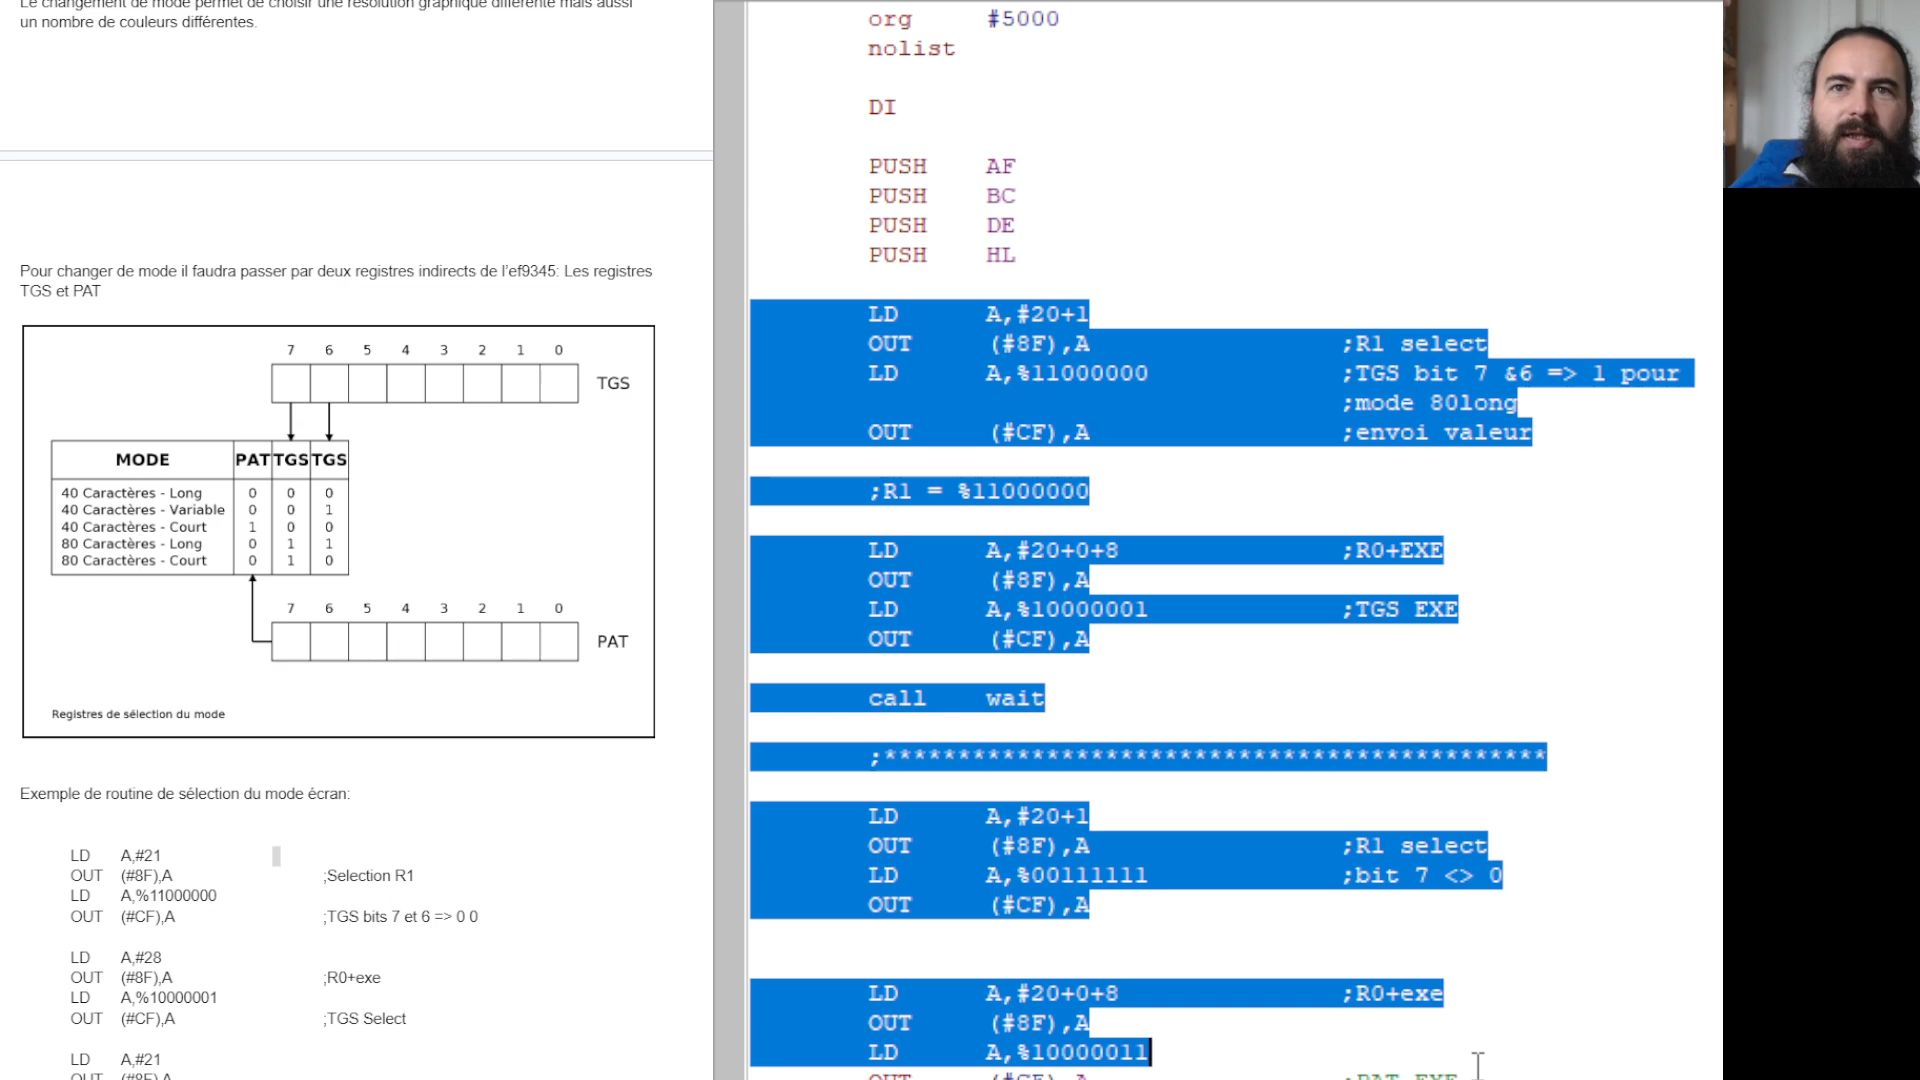 Le changement de mode permet de choisir une résolution graphique différente mais aussi
un nombre de couleurs différentes.
Pour changer de mode il faudra passer par deux registres indirects de l'ef9345: Les registres
TGS et PAT
7 6 5 4 3 2 1 0
TGS
MODE PAT TGS TGS
40 Caractères - Long 0 0 0
40 Caractères - Variable 0 0 1
40 Caractères - Court 1 0 0
80 Caractères - Long 0 1 1
80 Caractères - Court 0 1 0
7 6 5 4 3 2 1 0
PAT
Registres de sélection du mode
Exemple de routine de sélection du mode écran:
LD A,#21
OUT (#8F),A ;Selection R1
LD A,%11000000
OUT (#CF),A ;TGS bits 7 et 6 => 0 0
LD A,#28
OUT (#8F),A ;R0+exe
LD A,%10000001
OUT (#CF),A ;TGS Select
LD A,#21
OUT (#8F),A
org #5000
nolist
DI
PUSH AF
PUSH BC
PUSH DE
PUSH HL
LD A,#20+1
OUT (#8F),A ;R1 select
LD A,%11000000 ;TGS bit 7 &6 => 1 pour
;mode 80long
OUT (#CF),A ;envoi valeur
;R1 = %11000000
LD A,#20+0+8 ;R0+EXE
OUT (#8F),A
LD A,%10000001 ;TGS EXE
OUT (#CF),A
call wait
;*********************************************
LD A,#20+1
OUT (#8F),A ;R1 select
LD A,%00111111 ;bit 7 <> 0
OUT (#CF),A
LD A,#20+0+8 ;R0+exe
OUT (#8F),A
LD A,%10000011
OUT (#CF),A ;PAT EXE